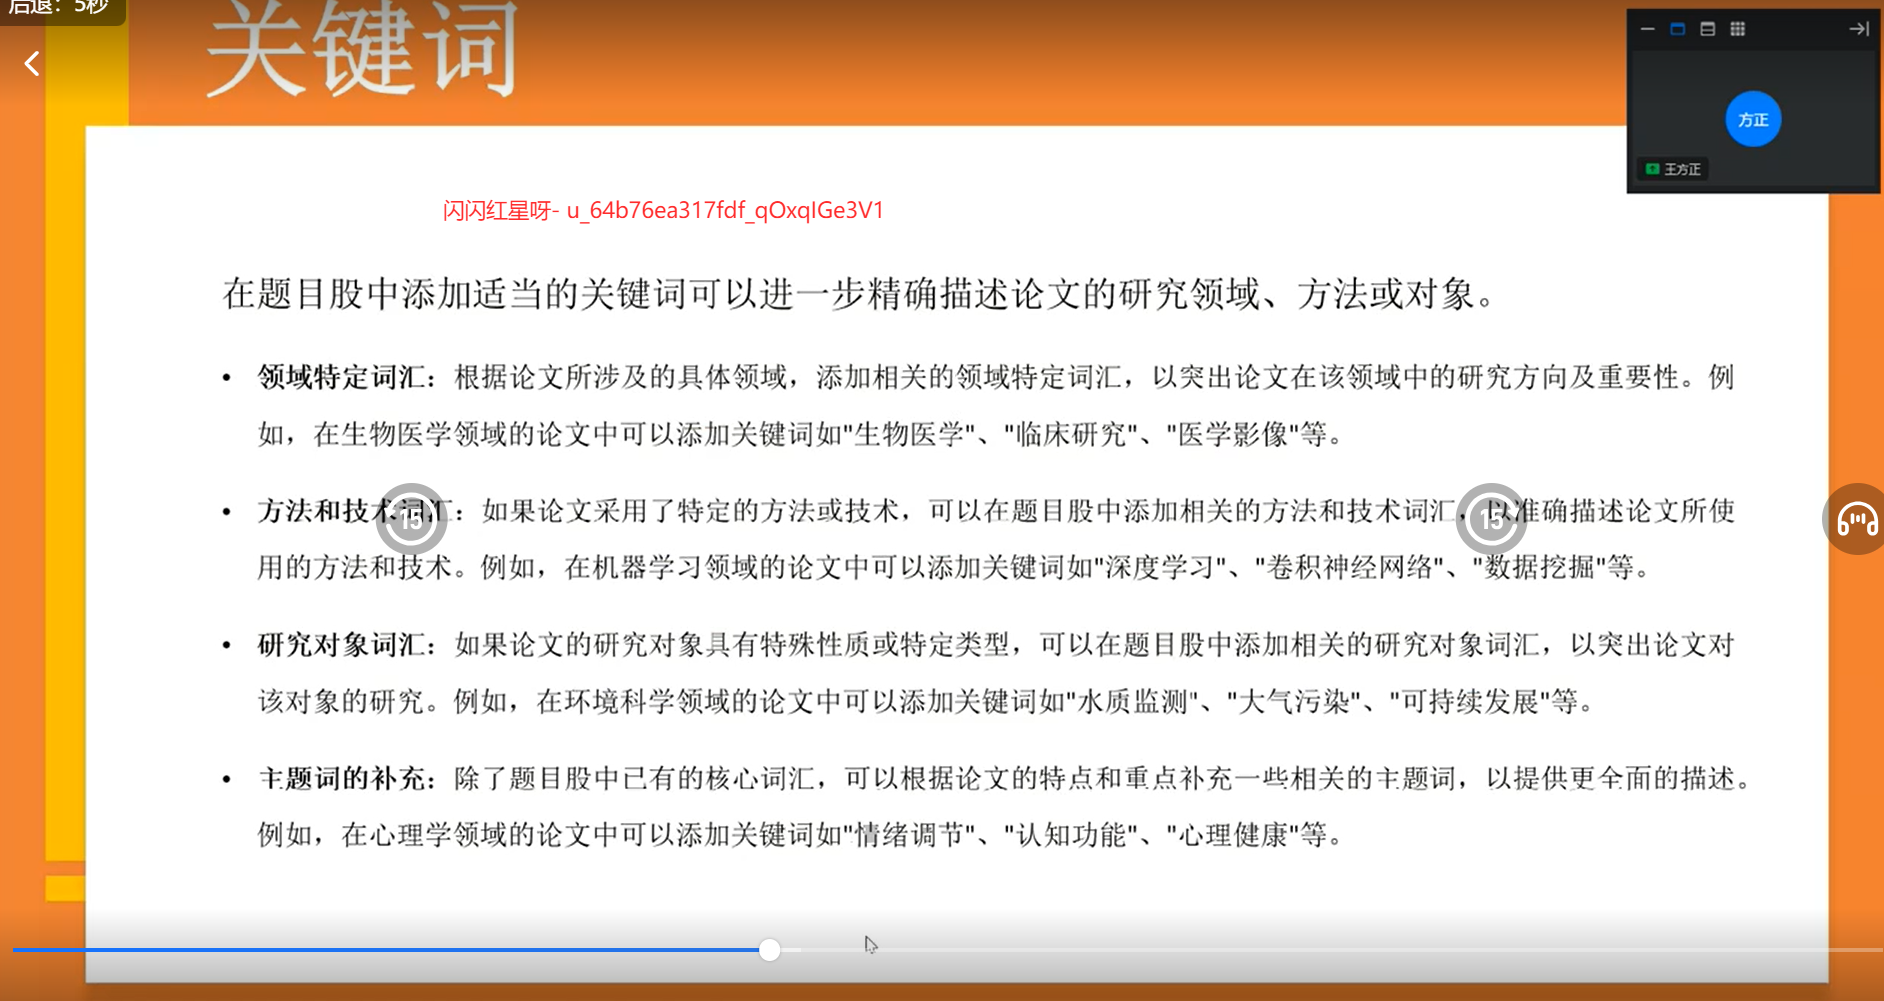 后退：5秒
关键词
方正
王方正
闪闪红星呀- u_64b76ea317fdf_qOxqIGe3V1
在题目股中添加适当的关键词可以进一步精确描述论文的研究领域、方法或对象。
• 领域特定词汇：根据论文所涉及的具体领域，添加相关的领域特定词汇，以突出论文在该领域中的研究方向及重要性。例
如，在生物医学领域的论文中可以添加关键词如"生物医学"、"临床研究"、"医学影像"等。
• 方法和技术词汇：如果论文采用了特定的方法或技术，可以在题目股中添加相关的方法和技术词汇，以准确描述论文所使
用的方法和技术。例如，在机器学习领域的论文中可以添加关键词如"深度学习"、"卷积神经网络"、"数据挖掘"等。
15
15
• 研究对象词汇：如果论文的研究对象具有特殊性质或特定类型，可以在题目股中添加相关的研究对象词汇，以突出论文对
该对象的研究。例如，在环境科学领域的论文中可以添加关键词如"水质监测"、"大气污染"、"可持续发展"等。
• 主题词的补充：除了题目股中已有的核心词汇，可以根据论文的特点和重点补充一些相关的主题词，以提供更全面的描述。
例如，在心理学领域的论文中可以添加关键词如"情绪调节"、"认知功能"、"心理健康"等。